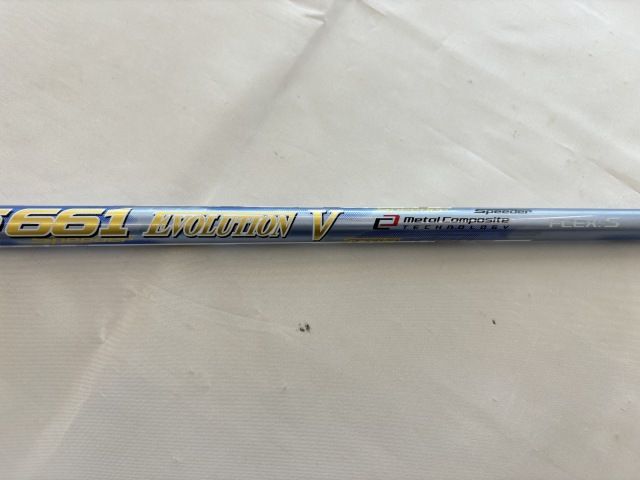 661 EVOLUTION V
Metal Composite
TECHNOLOGY
Speeder
FLEX:S